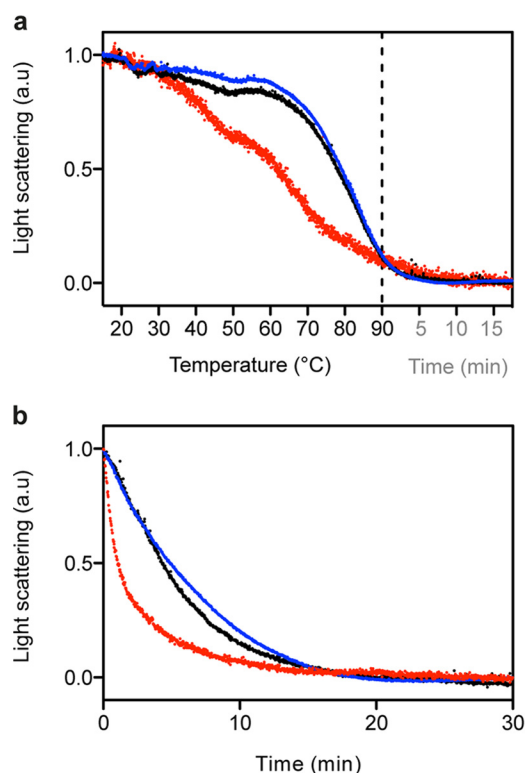 a
Light scattering (a.u)
1.0
0.5
0.0
20 30 40 50 60 70 80 90 5 10 15
Temperature (°C) Time (min)
b
Light scattering (a.u)
1.0
0.5
0.0
0 10 20 30
Time (min)